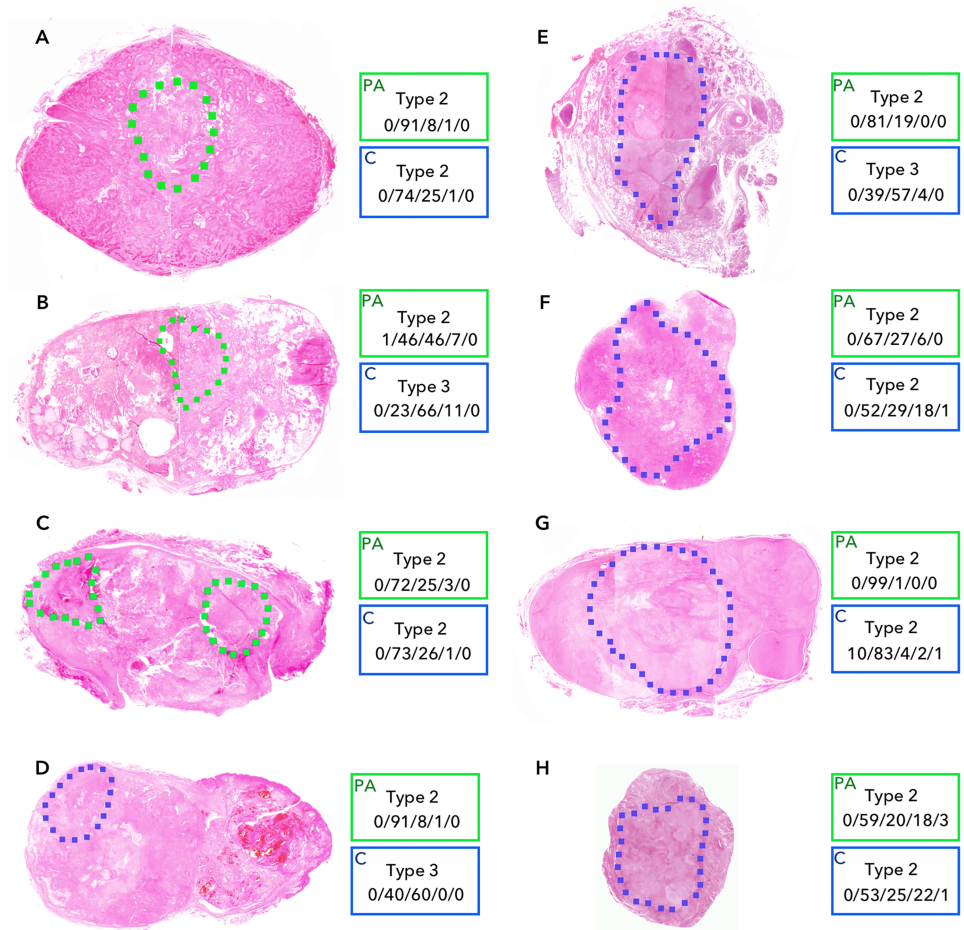 A
PA
Type 2
0/91/8/1/0
C
Type 2
0/74/25/1/0
B
PA
Type 2
1/46/46/7/0
C
Type 3
0/23/66/11/0
C
PA
Type 2
0/72/25/3/0
C
Type 2
0/73/26/1/0
D
PA
Type 2
0/91/8/1/0
C
Type 3
0/40/60/0/0
E
PA
Type 2
0/81/19/0/0
C
Type 3
0/39/57/4/0
F
PA
Type 2
0/67/27/6/0
C
Type 2
0/52/29/18/1
G
PA
Type 2
0/99/1/0/0
C
Type 2
10/83/4/2/1
H
PA
Type 2
0/59/20/18/3
C
Type 2
0/53/25/22/1